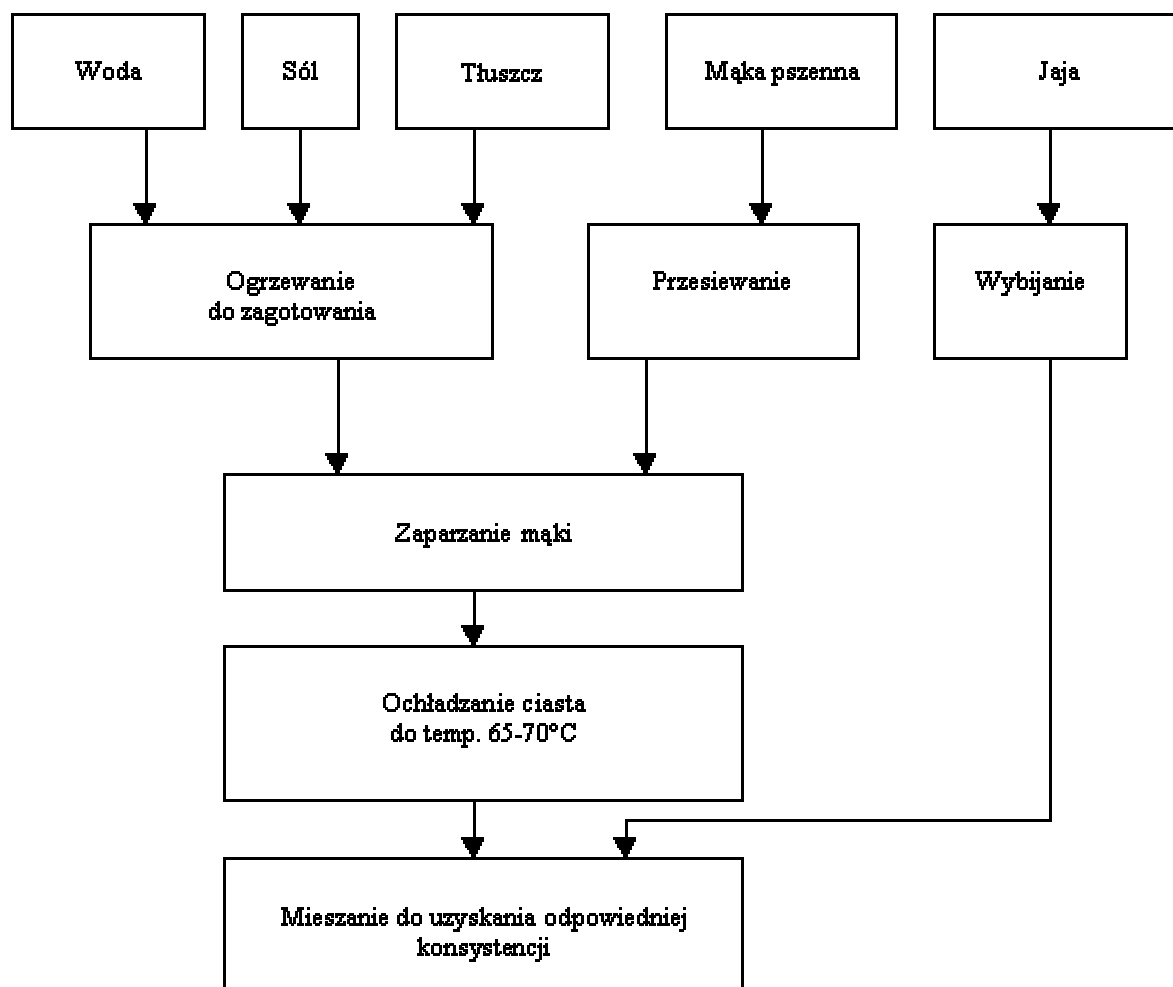 Woda
Sól
Tłuszcz
Mąka pszenna
Jaja
Ogrzewanie
do zagotowania
Przesiewanie
Wybijanie
Zaparzanie mąki
Ochładzanie ciasta
do temp. 65-70°C
Mieszanie do uzyskania odpowiedniej
konsystencji